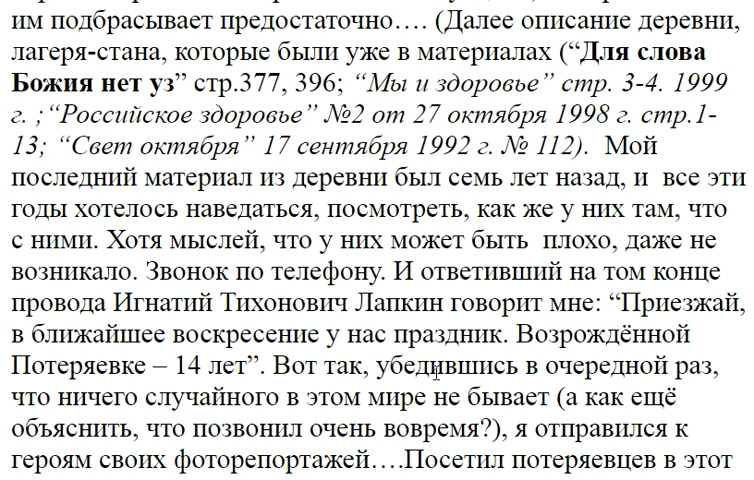 им подбрасывает предостаточно…. (Далее описание деревни,
лагеря-стана, которые были уже в материалах (“Для слова
Божия нет уз” стр.377, 396; “Мы и здоровье” стр. 3-4. 1999
г. ;“Российское здоровье” №2 от 27 октября 1998 г. стр.1-
13; “Свет октября” 17 сентября 1992 г. № 112). Мой
последний материал из деревни был семь лет назад, и все эти
годы хотелось наведаться, посмотреть, как же у них там, что
с ними. Хотя мыслей, что у них может быть плохо, даже не
возникало. Звонок по телефону. И ответивший на том конце
провода Игнатий Тихонович Лапкин говорит мне: “Приезжай,
в ближайшее воскресение у нас праздник. Возрождённой
Потеряевке – 14 лет”. Вот так, убедившись в очередной раз,
что ничего случайного в этом мире не бывает (а как ещё
объяснить, что позвонил очень вовремя?), я отправился к
героям своих фоторепортажей….Посетил потеряевцев в этот